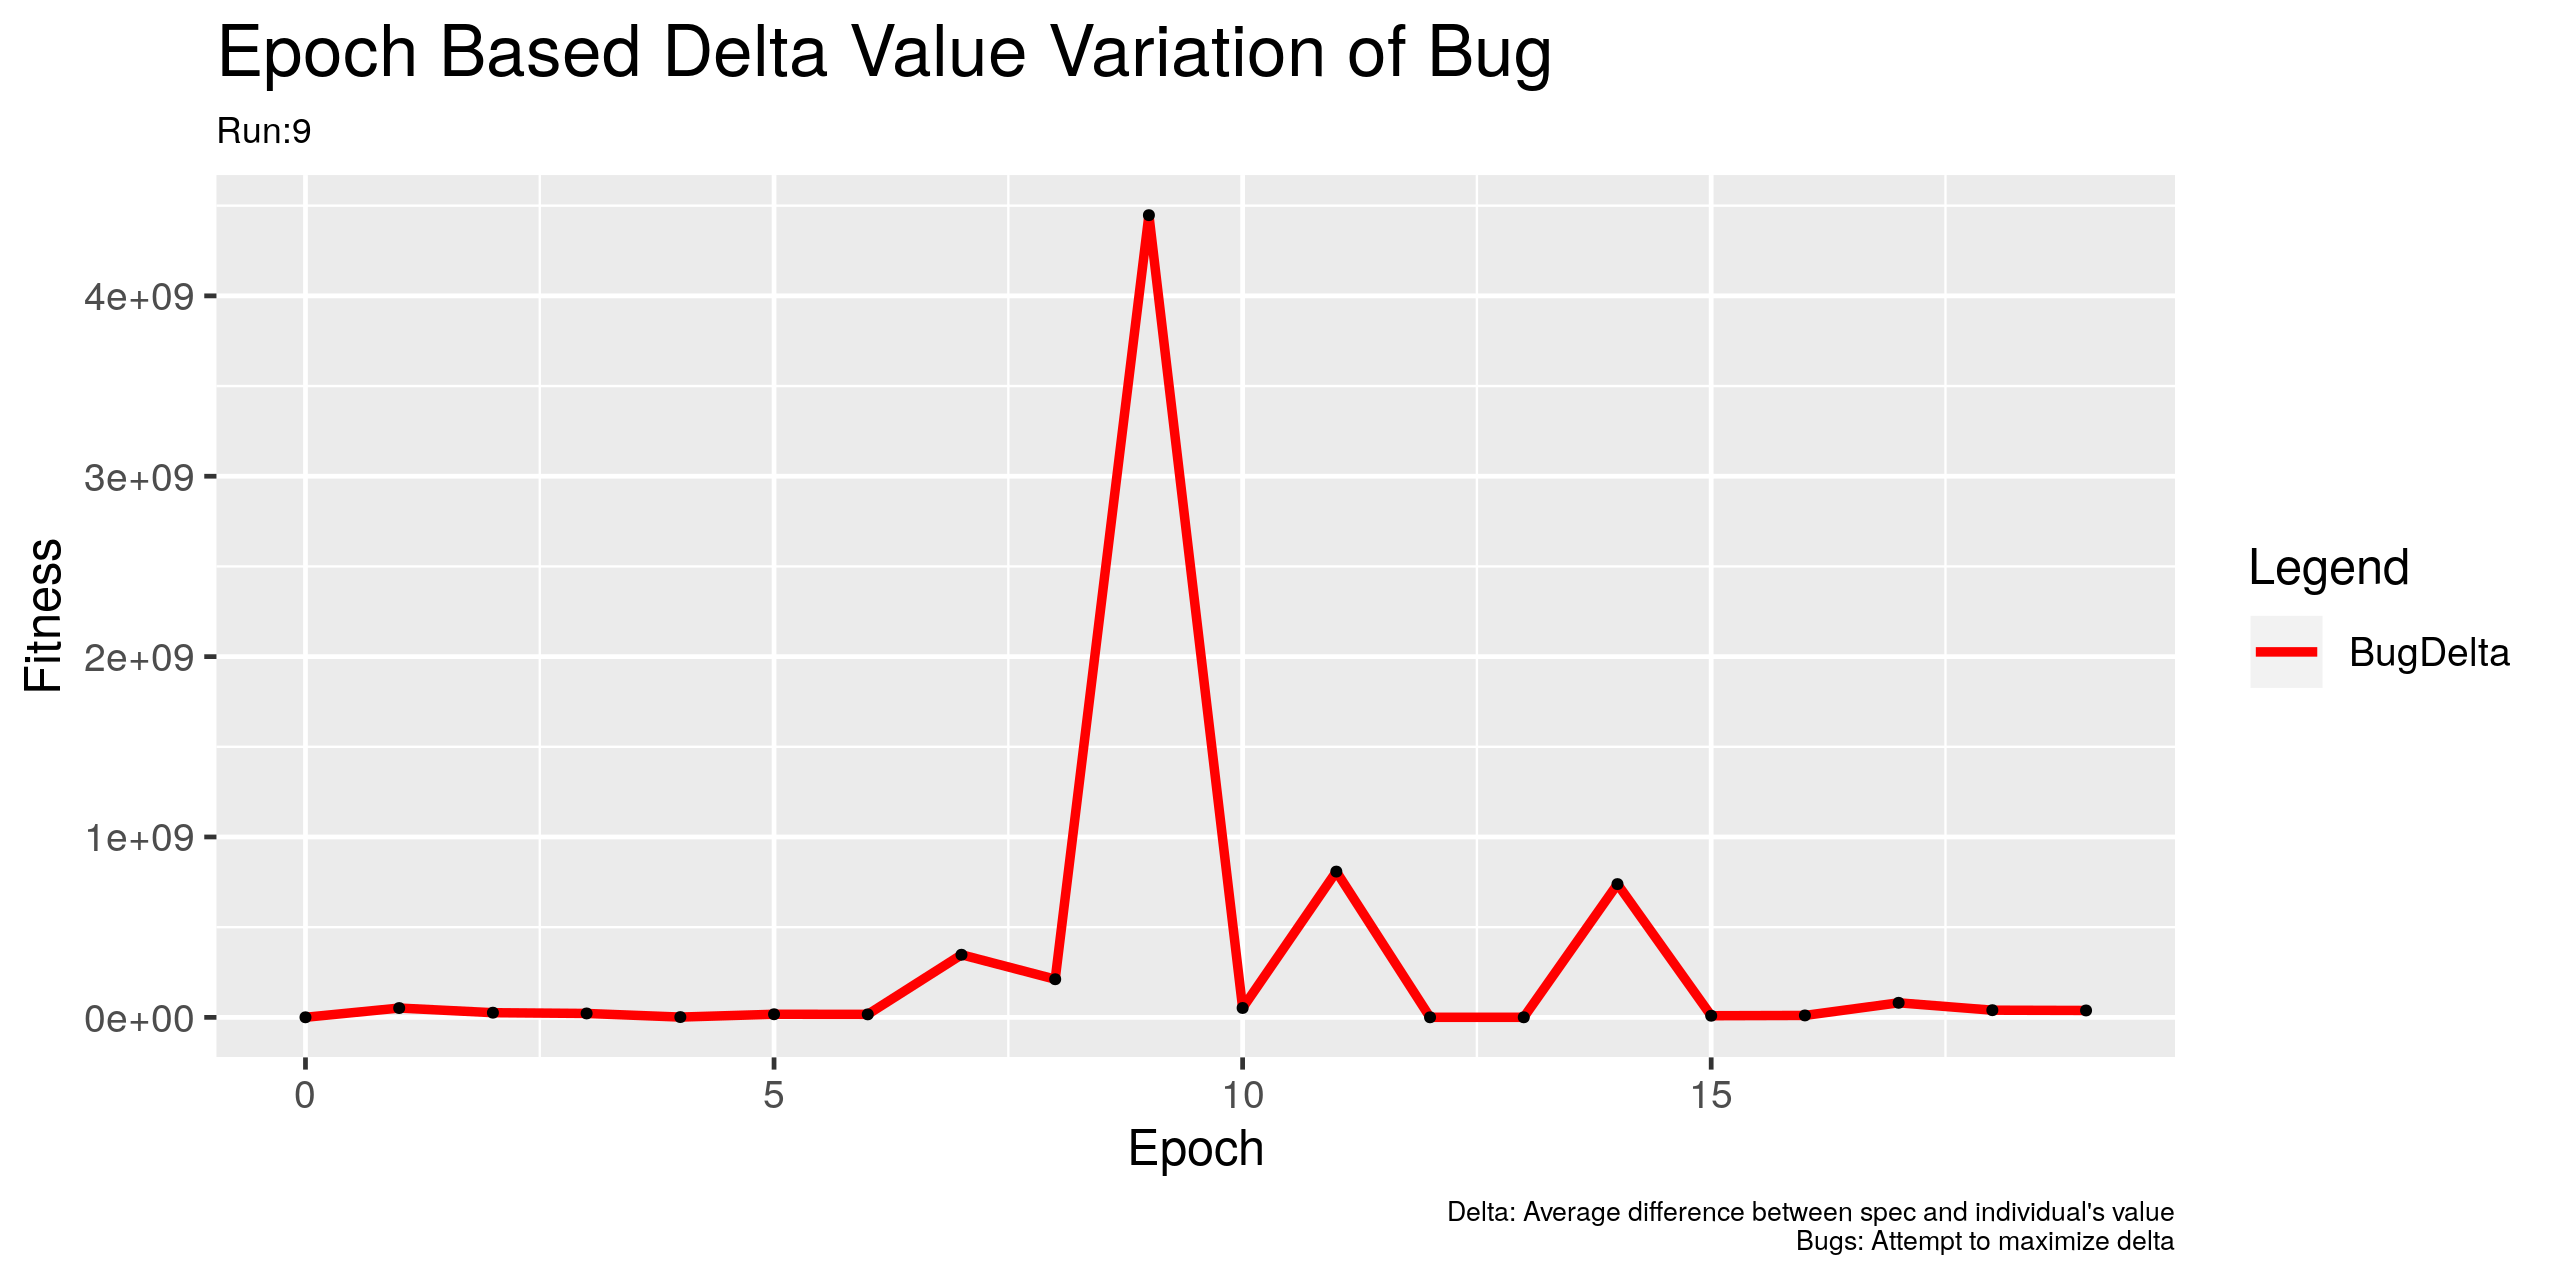 Epoch Based Delta Value Variation of Bug
Run:9
Fitness
4e+09
3e+09
2e+09
1e+09
0e+00
0
5
10
15
Epoch
Legend
BugDelta
Delta: Average difference between spec and individual's value
Bugs: Attempt to maximize delta